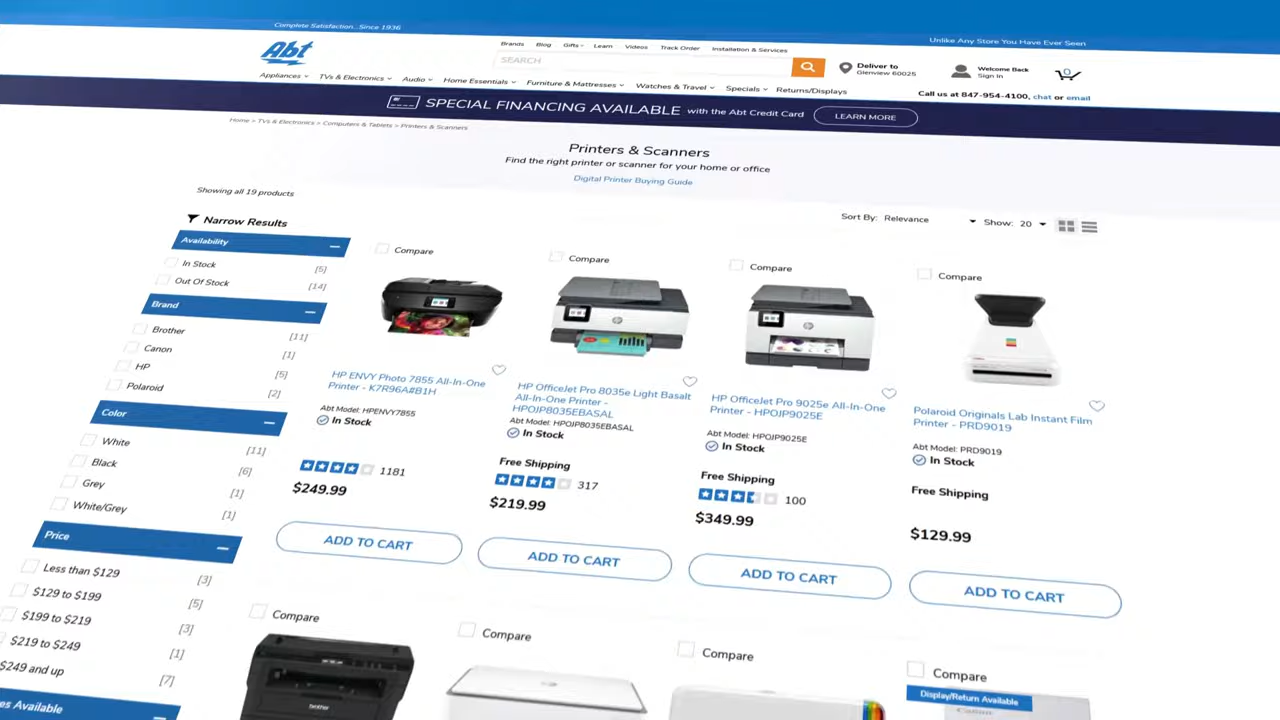 Complete Satisfaction...Since 1936
Unlike Any Store You Have Ever Seen
Abt
Brands Blog Gifts Learn Videos Track Order Installation & Services
SEARCH
Deliver to
Glenview 60025
Welcome Back
Sign In
0
Appliances TVs & Electronics Audio Home Essentials Furniture & Mattresses Watches & Travel Specials Returns/Displays
Call us at 847-954-4100, chat or email
SPECIAL FINANCING AVAILABLE with the Abt Credit Card LEARN MORE
Home > TVs & Electronics > Computers & Tablets > Printers & Scanners
Printers & Scanners
Find the right printer or scanner for your home or office
Digital Printer Buying Guide
Showing all 19 products
Sort By: Relevance Show: 20
Narrow Results
Availability
In Stock [5]
Out Of Stock [14]
Brand
Brother [11]
Canon [1]
HP [5]
Polaroid [2]
Color
White [11]
Black [6]
Grey [1]
White/Grey [1]
Price
Less than $129 [3]
$129 to $199 [5]
$199 to $219 [3]
$219 to $249 [1]
$249 and up [7]
es Available
Compare
HP ENVY Photo 7855 All-In-One
Printer - K7R96A#B1H
Abt Model: HPENVY7855
In Stock
1181
$249.99
ADD TO CART
Compare
hp
HP OfficeJet Pro 8035e Light Basalt
All-In-One Printer -
HPOJP8035EBASAL
Abt Model: HPOJP8035EBASAL
In Stock
Free Shipping
317
$219.99
ADD TO CART
Compare
hp
HP OfficeJet Pro 9025e All-In-One
Printer - HPOJP9025E
Abt Model: HPOJP9025E
In Stock
Free Shipping
100
$349.99
ADD TO CART
Compare
Polaroid Originals Lab Instant Film
Printer - PRD9019
Abt Model: PRD9019
In Stock
Free Shipping
$129.99
ADD TO CART
Compare
brother
Compare
hp
Compare
Compare
Display/Return Available
Canon